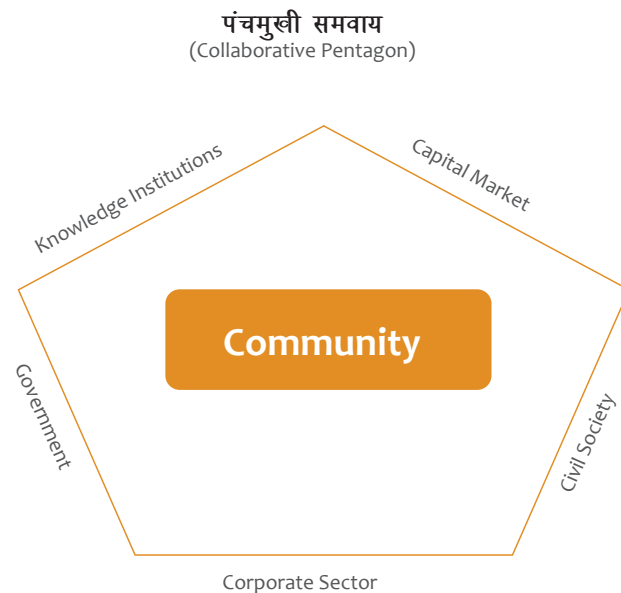 पंचमुखी समवाय
(Collaborative Pentagon)
Knowledge Institutions
Capital Market
Community
Government
Civil Society
Corporate Sector